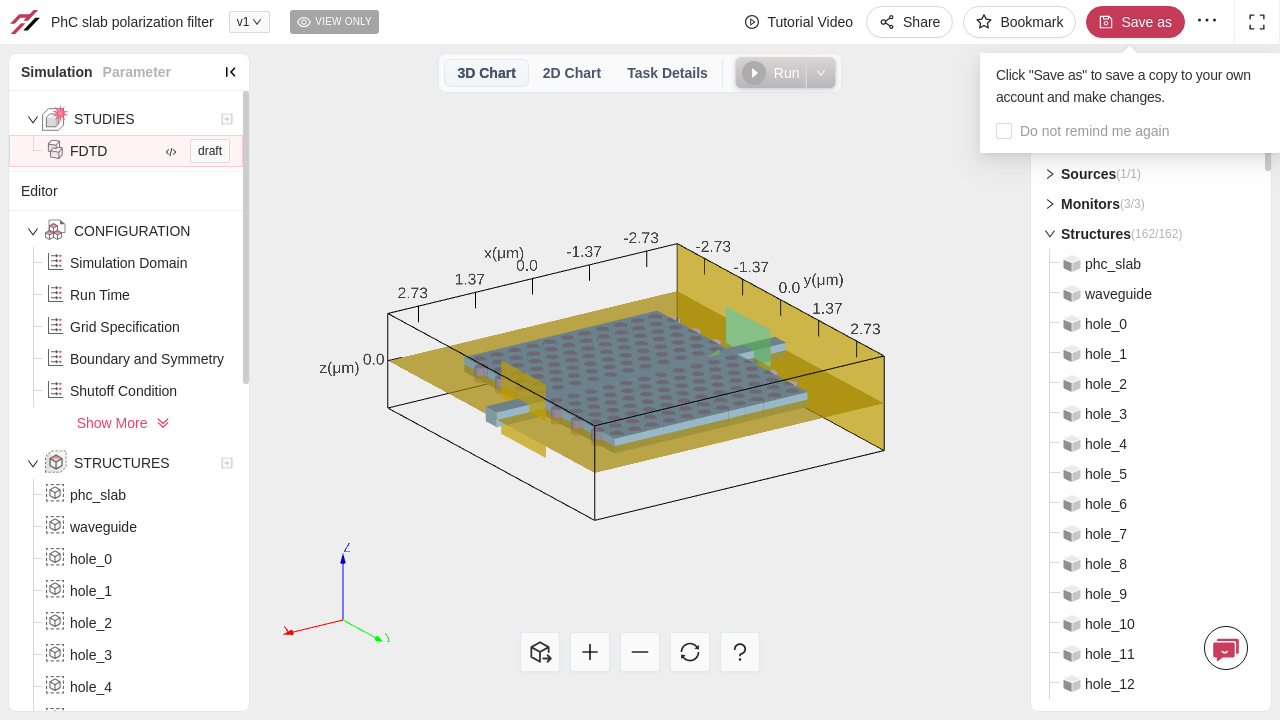 PhC slab polarization filter
v1
VIEW ONLY
Tutorial Video
Share
Bookmark
Save as
Click "Save as" to save a copy to your own
account and make changes.
Do not remind me again
Simulation
Parameter
STUDIES
FDTD
draft
Editor
CONFIGURATION
Simulation Domain
Run Time
Grid Specification
Boundary and Symmetry
Shutoff Condition
Show More
STRUCTURES
phc_slab
waveguide
hole_0
hole_1
hole_2
hole_3
hole_4
3D Chart
2D Chart
Task Details
Run
x(μm)
2.73
1.37
0.0
-1.37
-2.73
-2.73
-1.37
0.0
y(μm)
1.37
2.73
z(μm)
0.0
Z
X
Y
Sources(1/1)
Monitors(3/3)
Structures(162/162)
phc_slab
waveguide
hole_0
hole_1
hole_2
hole_3
hole_4
hole_5
hole_6
hole_7
hole_8
hole_9
hole_10
hole_11
hole_12